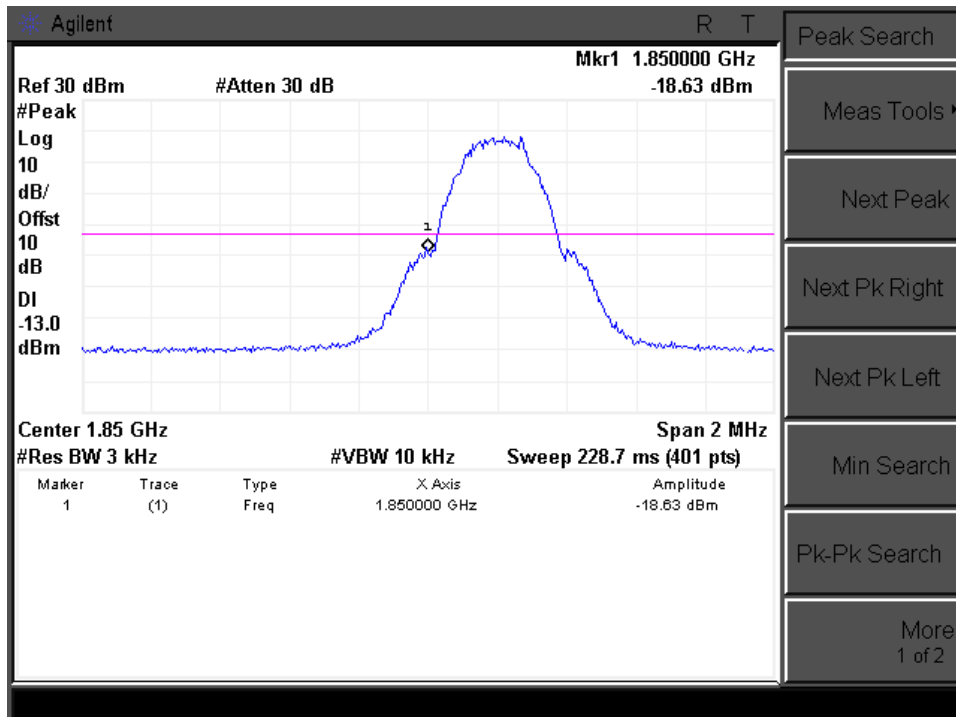 Agilent R T
Mkr1 1.850000 GHz
Ref 30 dBm #Atten 30 dB -18.63 dBm
#Peak
Log
10
dB/
Offst
10
dB
DI
-13.0
dBm
1
Center 1.85 GHz Span 2 MHz
#Res BW 3 kHz #VBW 10 kHz Sweep 228.7 ms (401 pts)
Marker Trace Type X Axis Amplitude
1 (1) Freq 1.850000 GHz -18.63 dBm
Peak Search
Meas Tools
Next Peak
Next Pk Right
Next Pk Left
Min Search
Pk-Pk Search
More
1 of 2